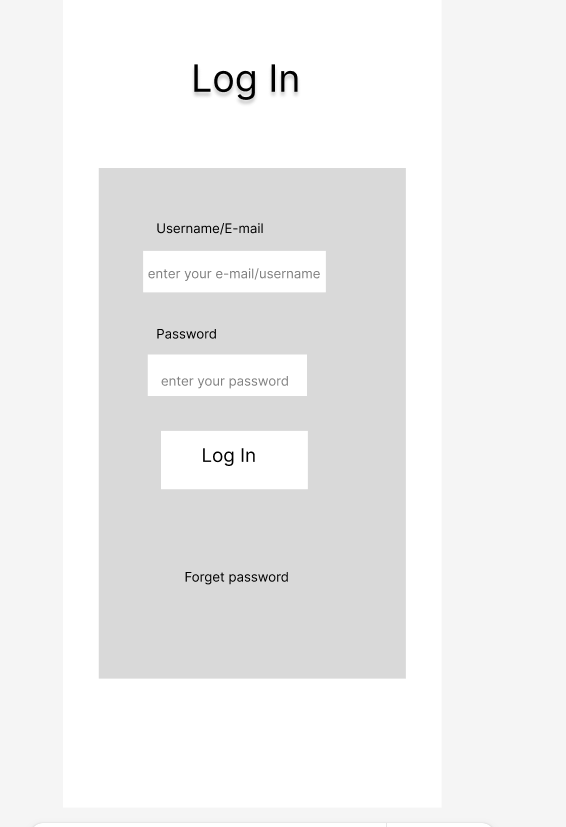 Log In
Username/E-mail
enter your e-mail/username
Password
enter your password
Log In
Forget password